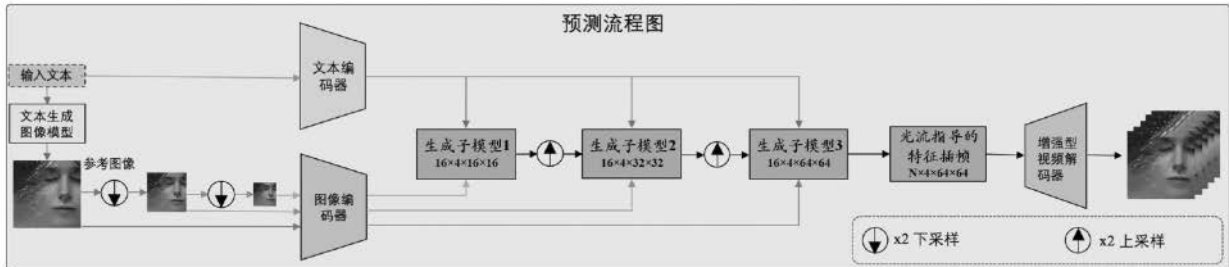 预测流程图
输入文本
文本生成
图像模型
参考图像
文本编
码器
图像编
码器
生成子模型1
16×4×16×16
生成子模型2
16×4×32×32
生成子模型3
16×4×64×64
光流指导的
特征插帧
N×4×64×64
增强型
视频解
码器
x2 下采样
x2 上采样